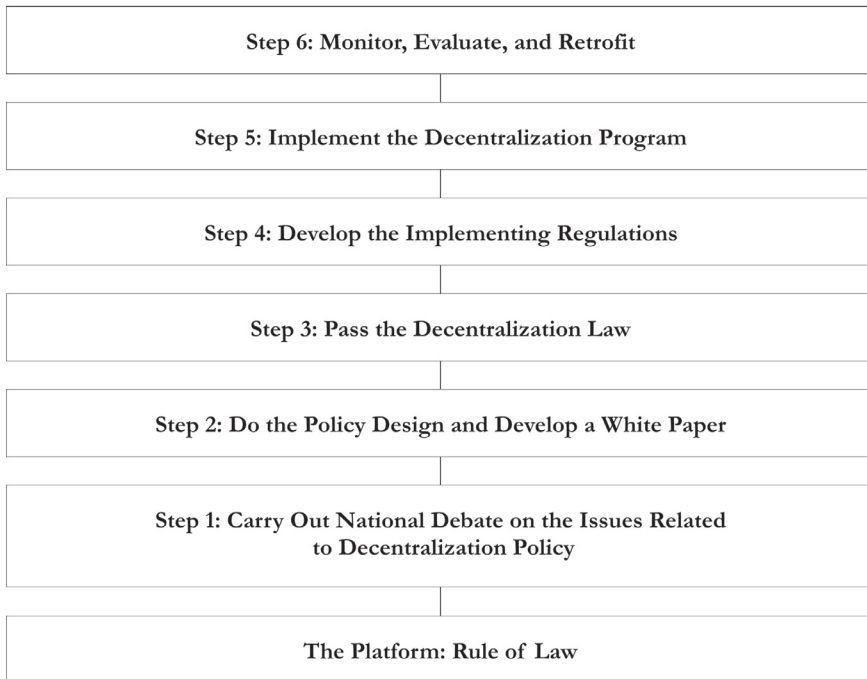 Step 6: Monitor, Evaluate, and Retrofit
Step 5: Implement the Decentralization Program
Step 4: Develop the Implementing Regulations
Step 3: Pass the Decentralization Law
Step 2: Do the Policy Design and Develop a White Paper
Step 1: Carry Out National Debate on the Issues Related
to Decentralization Policy
The Platform: Rule of Law